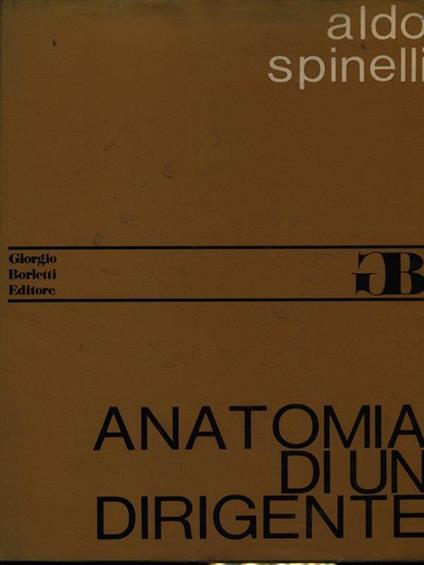 aldo
spinelli
Giorgio
Borletti
Editore
GB
ANATOMIA
DI UN
DIRIGENTE